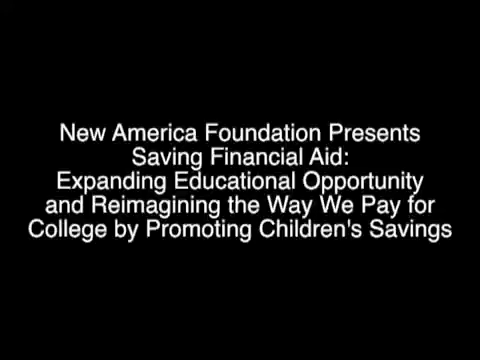 New America Foundation Presents
Saving Financial Aid:
Expanding Educational Opportunity
and Reimagining the Way We Pay for
College by Promoting Children's Savings